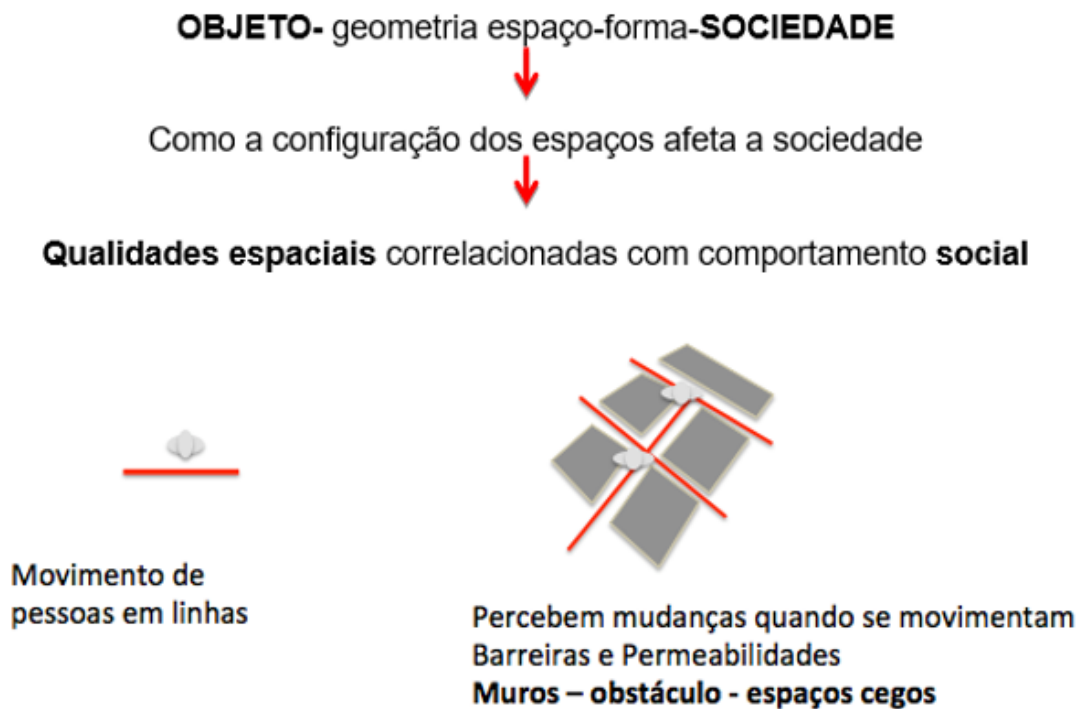 OBJETO- geometria espaço-forma-SOCIEDADE
Como a configuração dos espaços afeta a sociedade
Qualidades espaciais correlacionadas com comportamento social
Movimento de
pessoas em linhas
Percebem mudanças quando se movimentam
Barreiras e Permeabilidades
Muros – obstáculo - espaços cegos